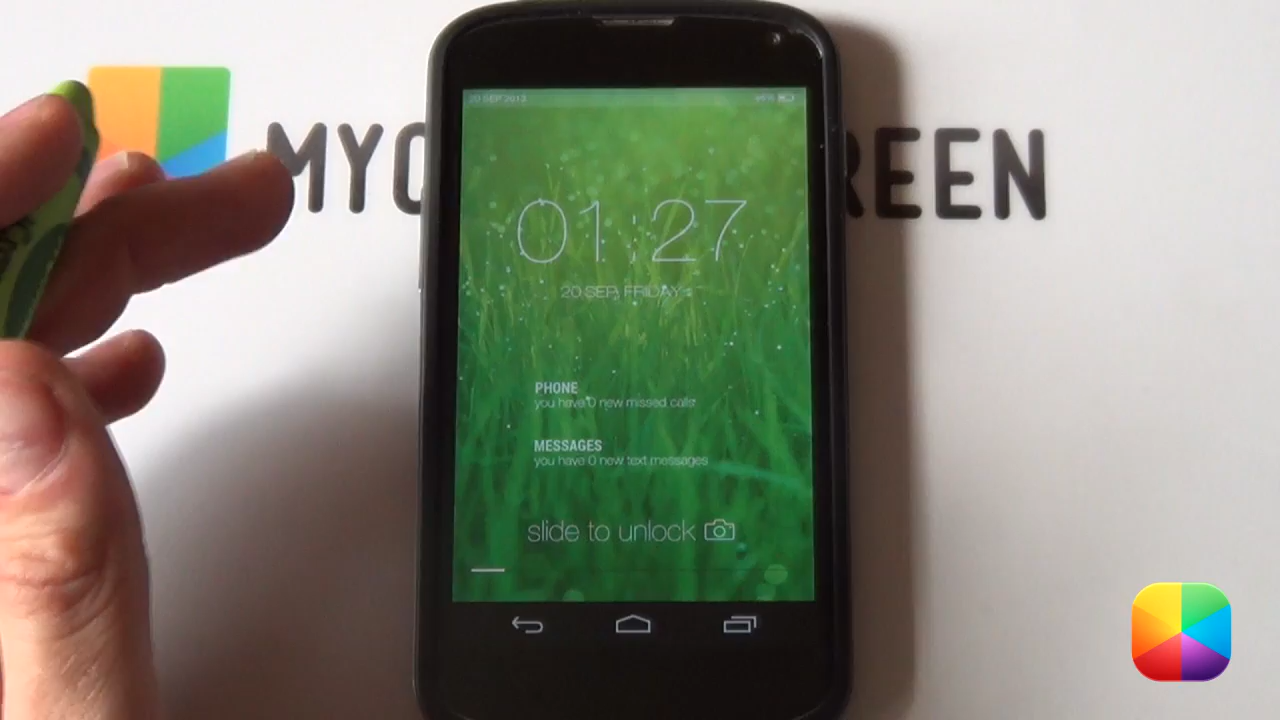 MYC REEN
20 SEP 2013
01:27
20 SEP, FRIDAY
PHONE
you have 0 new missed calls
MESSAGES
you have 0 new text messages
slide to unlock